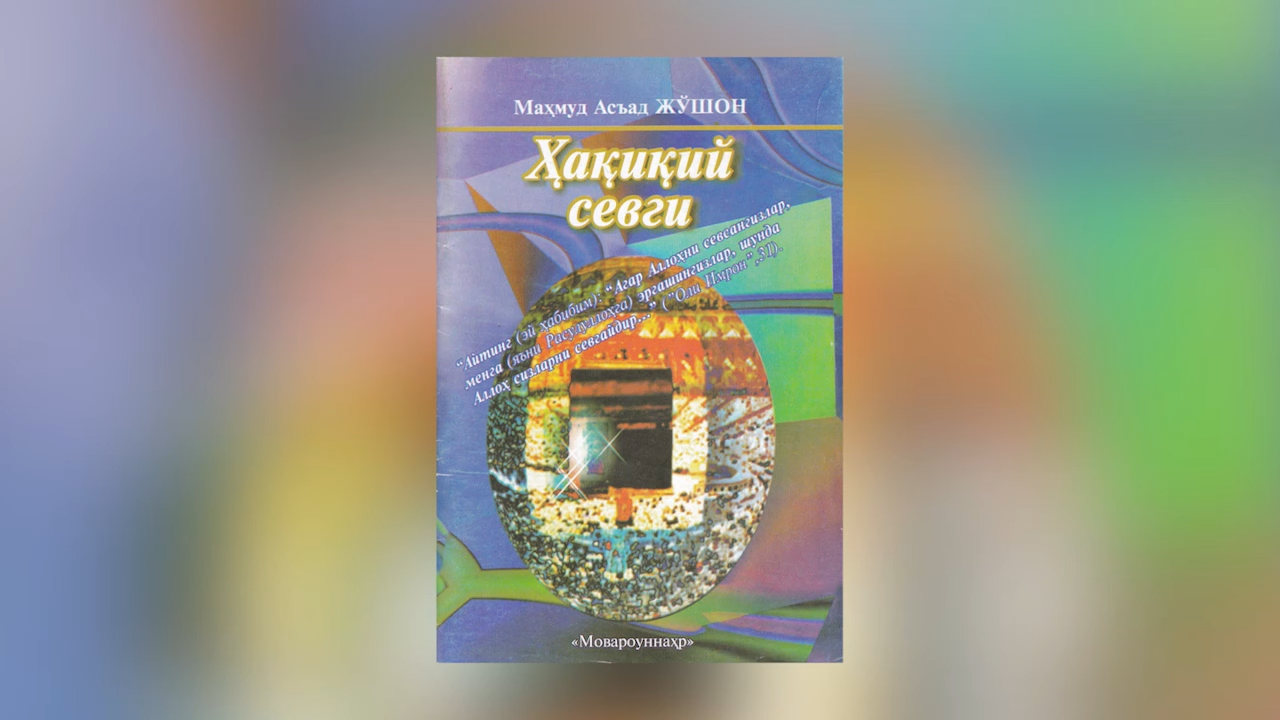 Маҳмуд Асъад ЖЎШОН
Ҳақиқий
севги
“Айтинг (эй ҳабибим): “Агар Аллоҳни севсангизлар,
менга (яъни Расулуллоҳга) эргашингизлар, шунда
Аллоҳ сизларни севгайдир...” (“Оли Имрон”,31).
«Мовароуннаҳр»